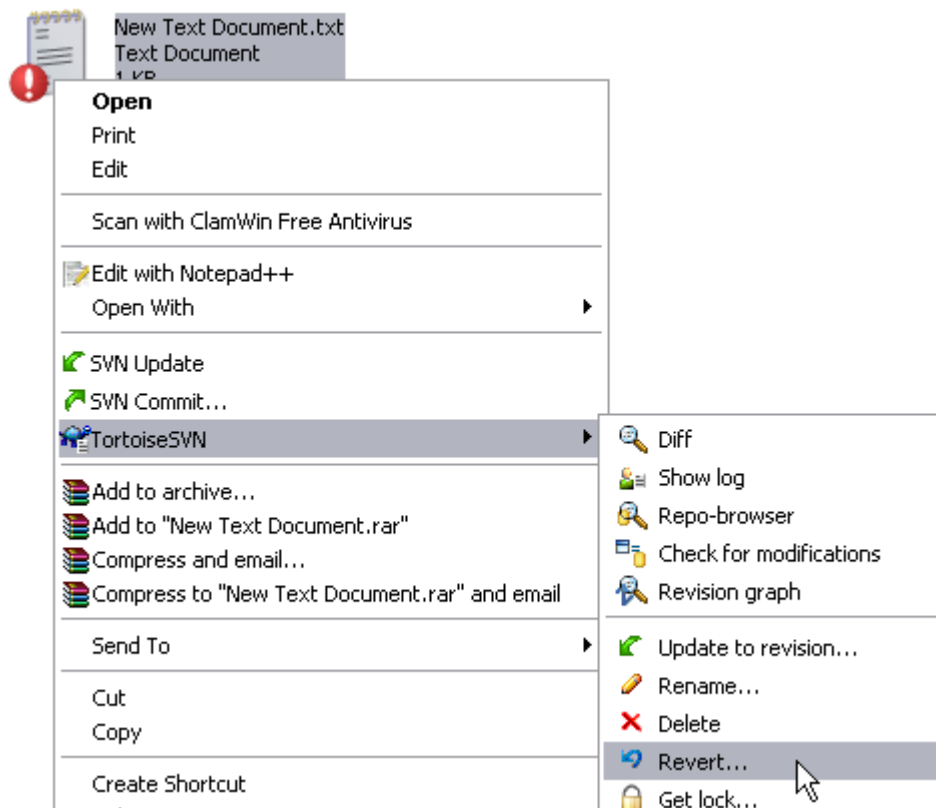 New Text Document.txt
Text Document
1 KB
Open
Print
Edit
Scan with ClamWin Free Antivirus
Edit with Notepad++
Open With
SVN Update
SVN Commit...
TortoiseSVN
Add to archive...
Add to "New Text Document.rar"
Compress and email...
Compress to "New Text Document.rar" and email
Send To
Cut
Copy
Create Shortcut
Diff
Show log
Repo-browser
Check for modifications
Revision graph
Update to revision...
Rename...
Delete
Revert...
Get lock...